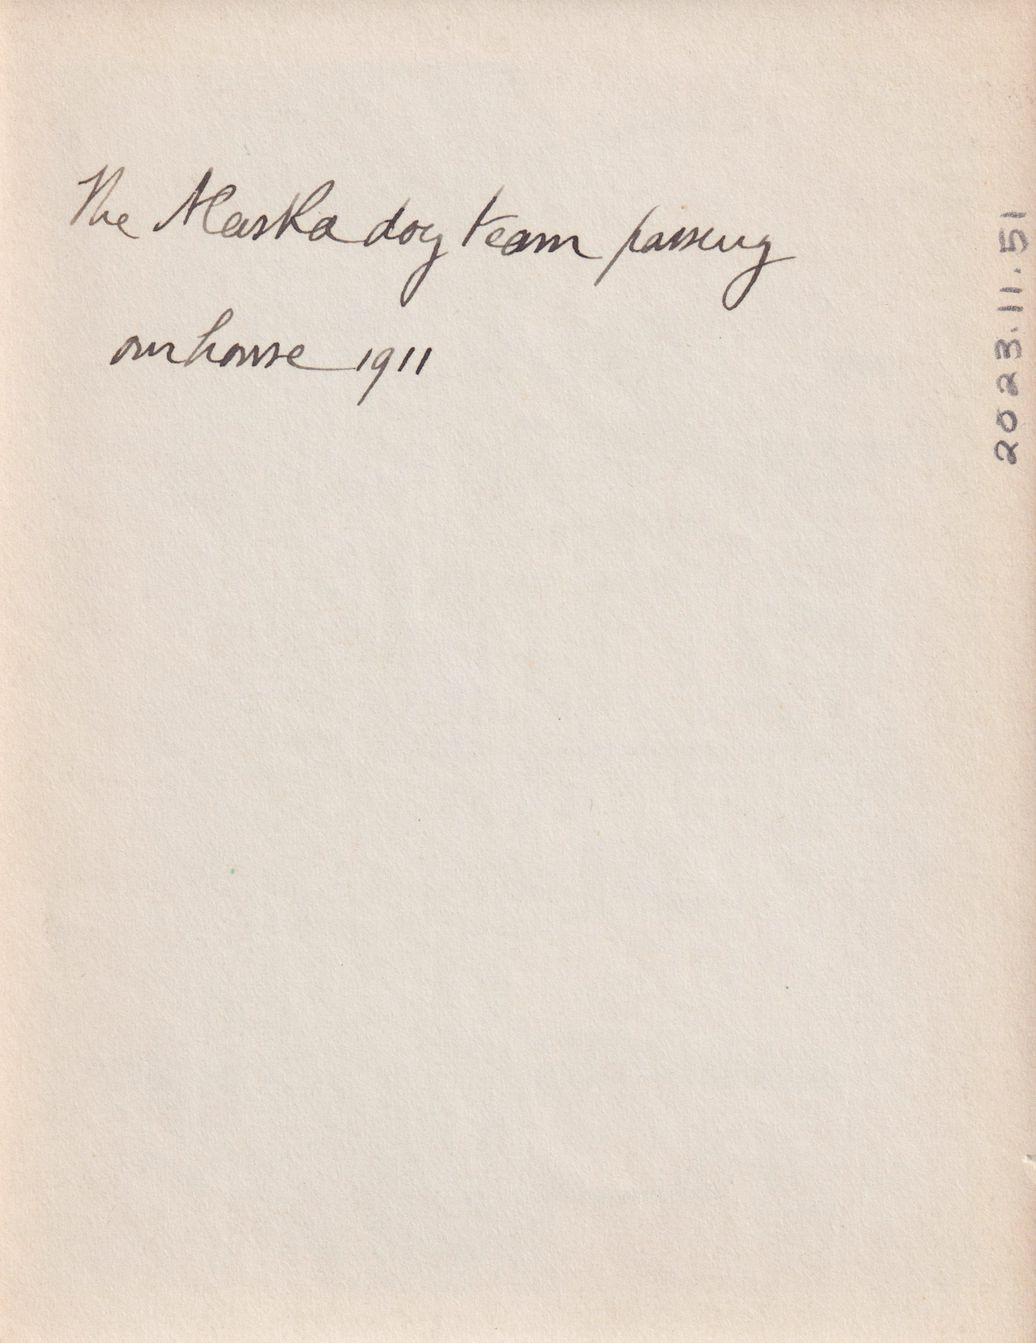 The Alaska dog team passing
our house 1911
2023.11.51